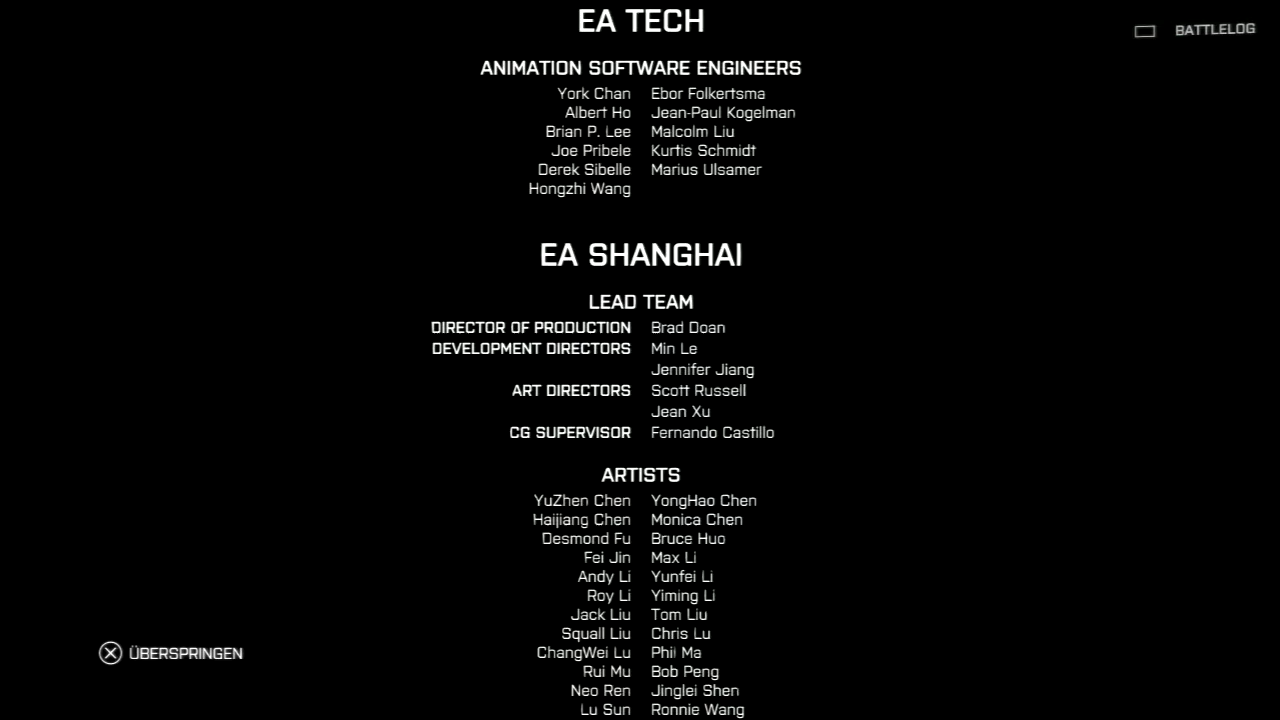 EA TECH
BATTLELOG
ANIMATION SOFTWARE ENGINEERS
York Chan Ebor Folkertsma
Albert Ho Jean-Paul Kogelman
Brian P. Lee Malcolm Liu
Joe Pribele Kurtis Schmidt
Derek Sibelle Marius Ulsamer
Hongzhi Wang
EA SHANGHAI
LEAD TEAM
DIRECTOR OF PRODUCTION Brad Doan
DEVELOPMENT DIRECTORS Min Le
Jennifer Jiang
ART DIRECTORS Scott Russell
Jean Xu
CG SUPERVISOR Fernando Castillo
ARTISTS
YuZhen Chen YongHao Chen
Haijiang Chen Monica Chen
Desmond Fu Bruce Huo
Fei Jin Max Li
Andy Li Yunfei Li
Roy Li Yiming Li
Jack Liu Tom Liu
Squall Liu Chris Lu
ChangWei Lu Phil Ma
Rui Mu Bob Peng
Neo Ren Jinglei Shen
Lu Sun Ronnie Wang
ÜBERSPRINGEN